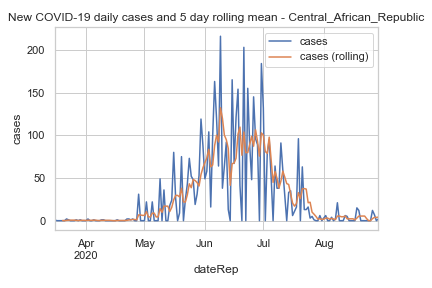 New COVID-19 daily cases and 5 day rolling mean - Central_African_Republic
cases
cases (rolling)
200
150
100
50
0
cases
Apr
2020
May
Jun
Jul
Aug
dateRep